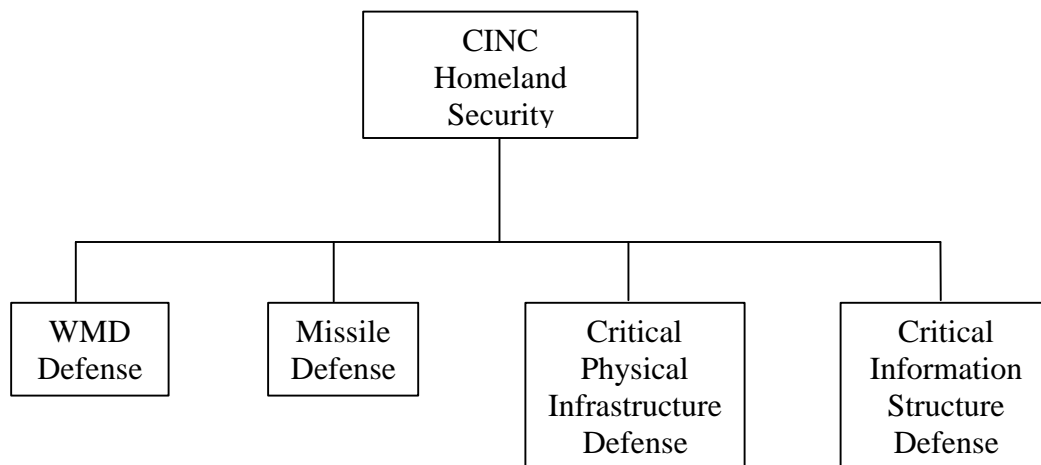 CINC
Homeland
Security
WMD
Defense
Missile
Defense
Critical
Physical
Infrastructure
Defense
Critical
Information
Structure
Defense